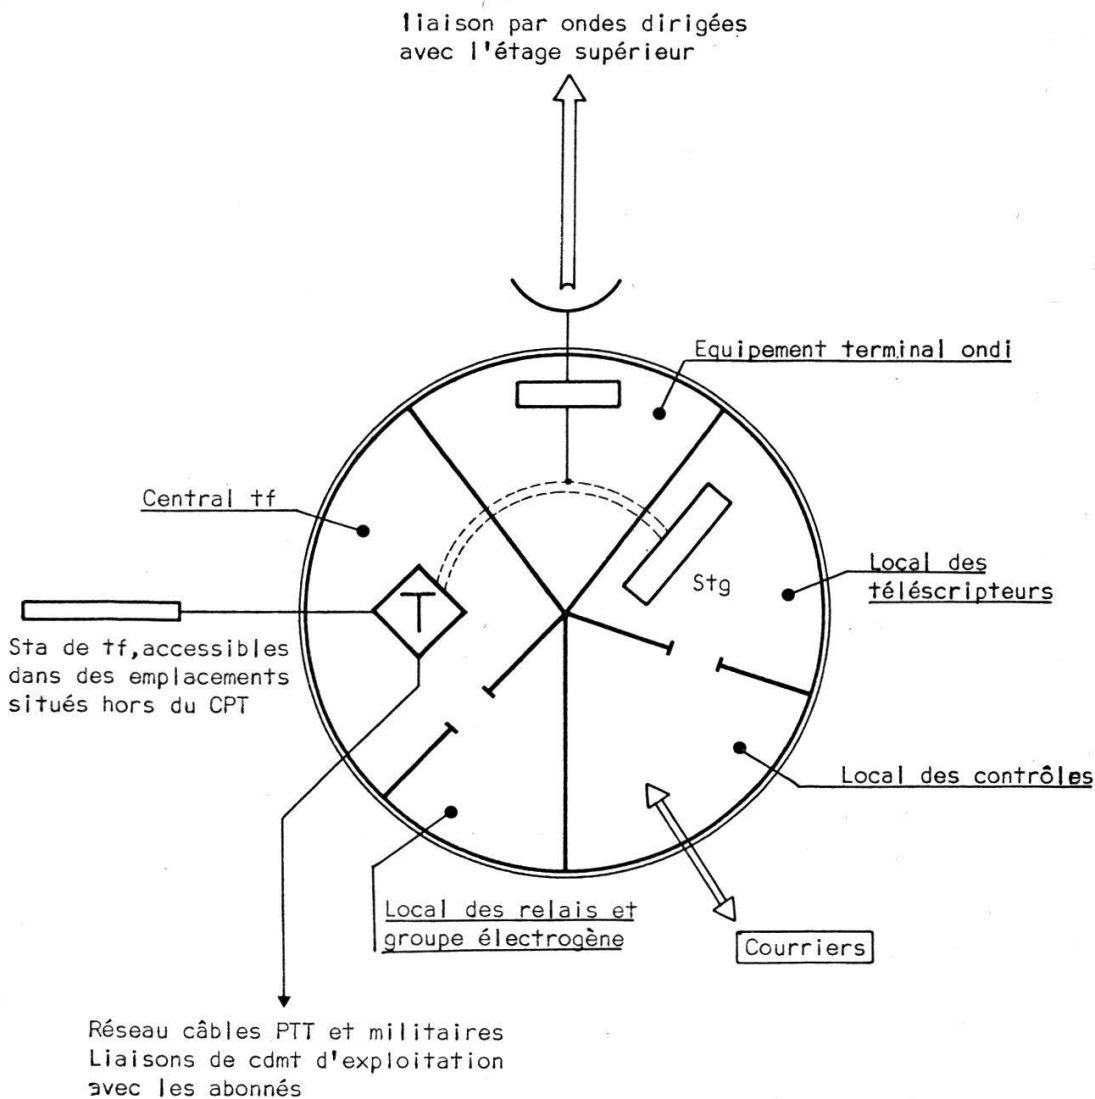 liaison par ondes dirigées
avec l'étage supérieur
Equipement terminal ondi
Central tf
Local des
téléscripteurs
Stg
T
Sta de tf, accessibles
dans des emplacements
situés hors du CPT
Local des contrôles
Local des relais et
groupe électrogène
Courriers
Réseau câbles PTT et militaires
Liaisons de cdmt d'exploitation
avec les abonnés